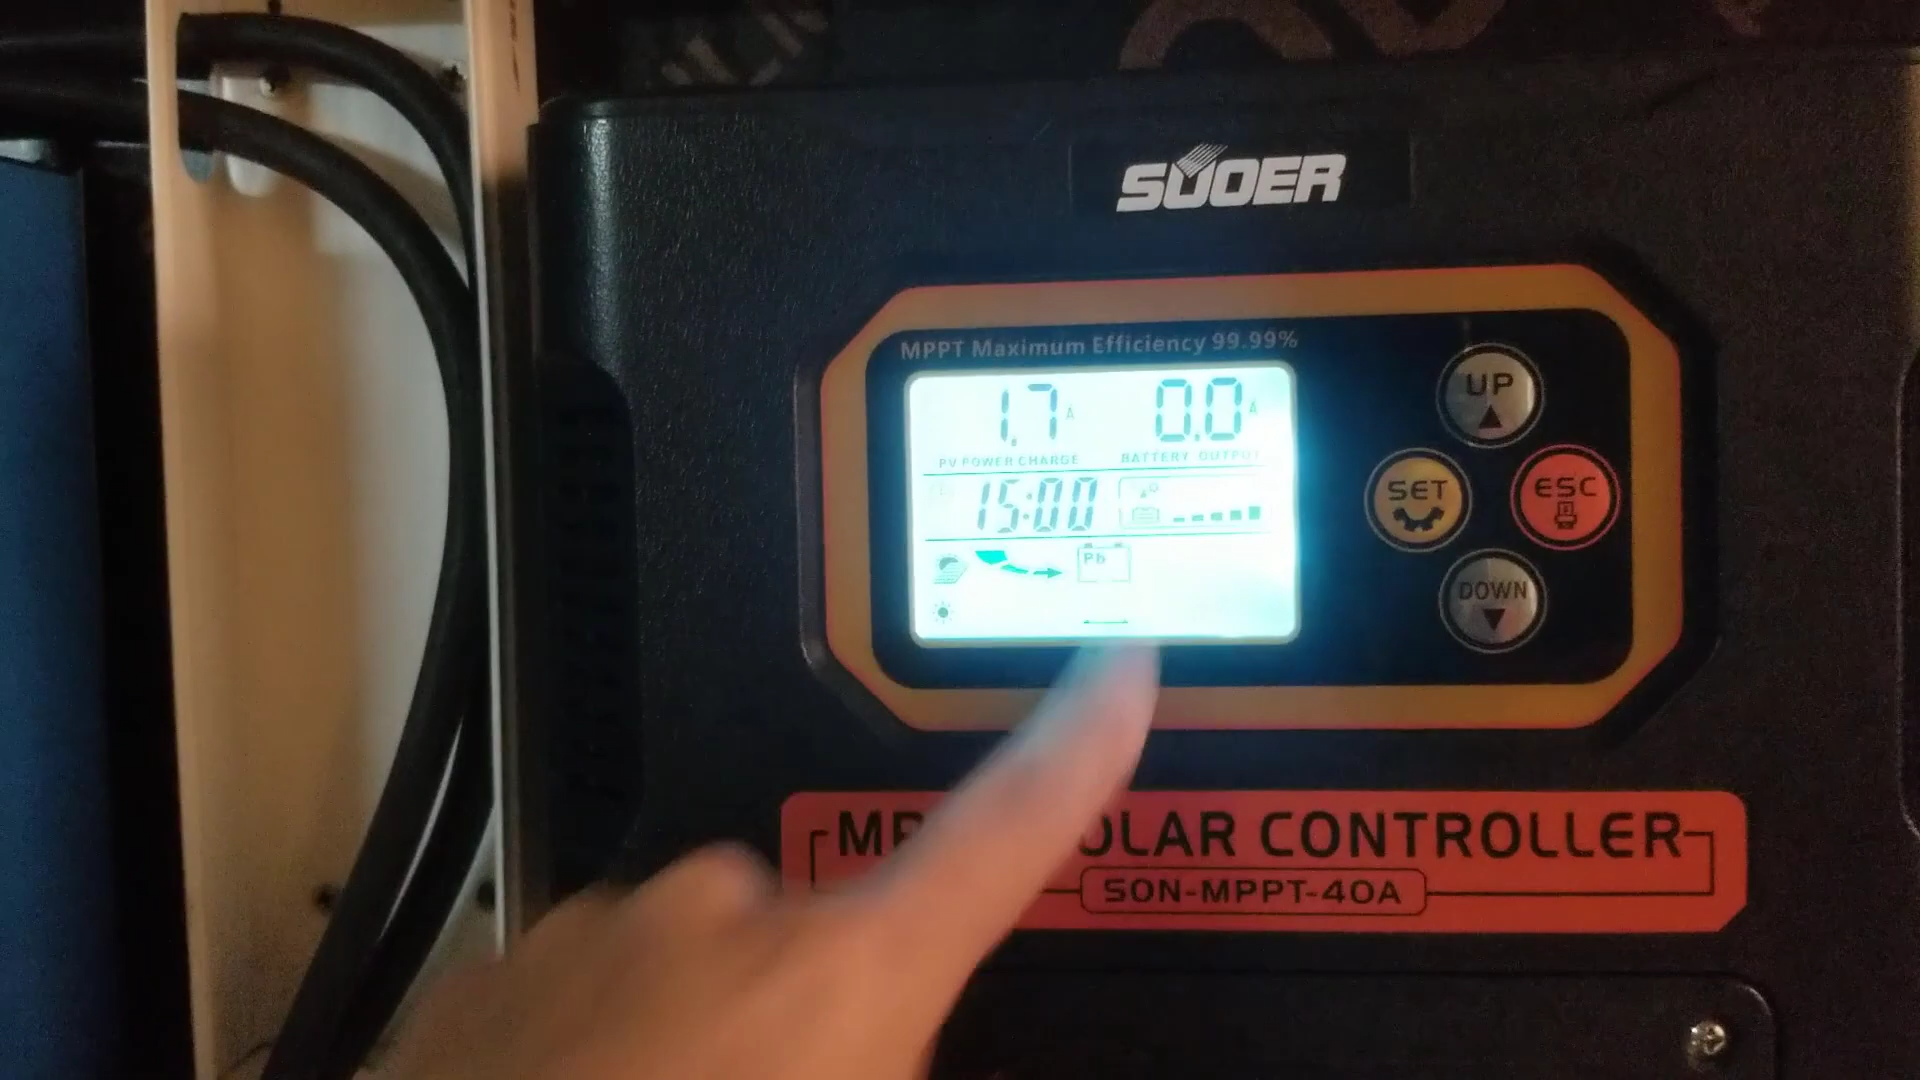 SUOER
MPPT Maximum Efficiency 99.99%
1.7 A 0.0 A
PV POWER CHARGE BATTERY OUTPUT
15:00
Pb
UP
SET
ESC
DOWN
OLAR CONTROLLER
SON-MPPT-40A